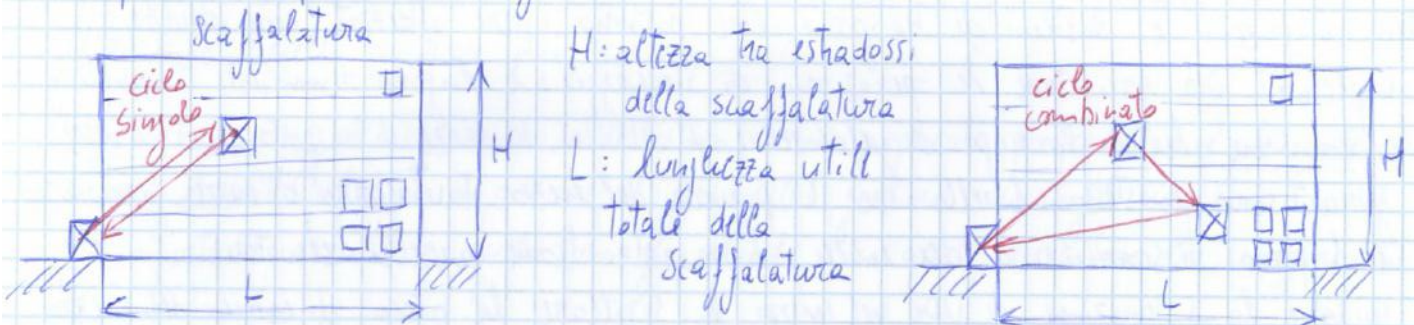 scaffalatura
ciclo
singolo
H
L
H: altezza tra estradossi
della scaffalatura
L: lunghezza utile
totale della
scaffalatura
ciclo
combinato
H
L